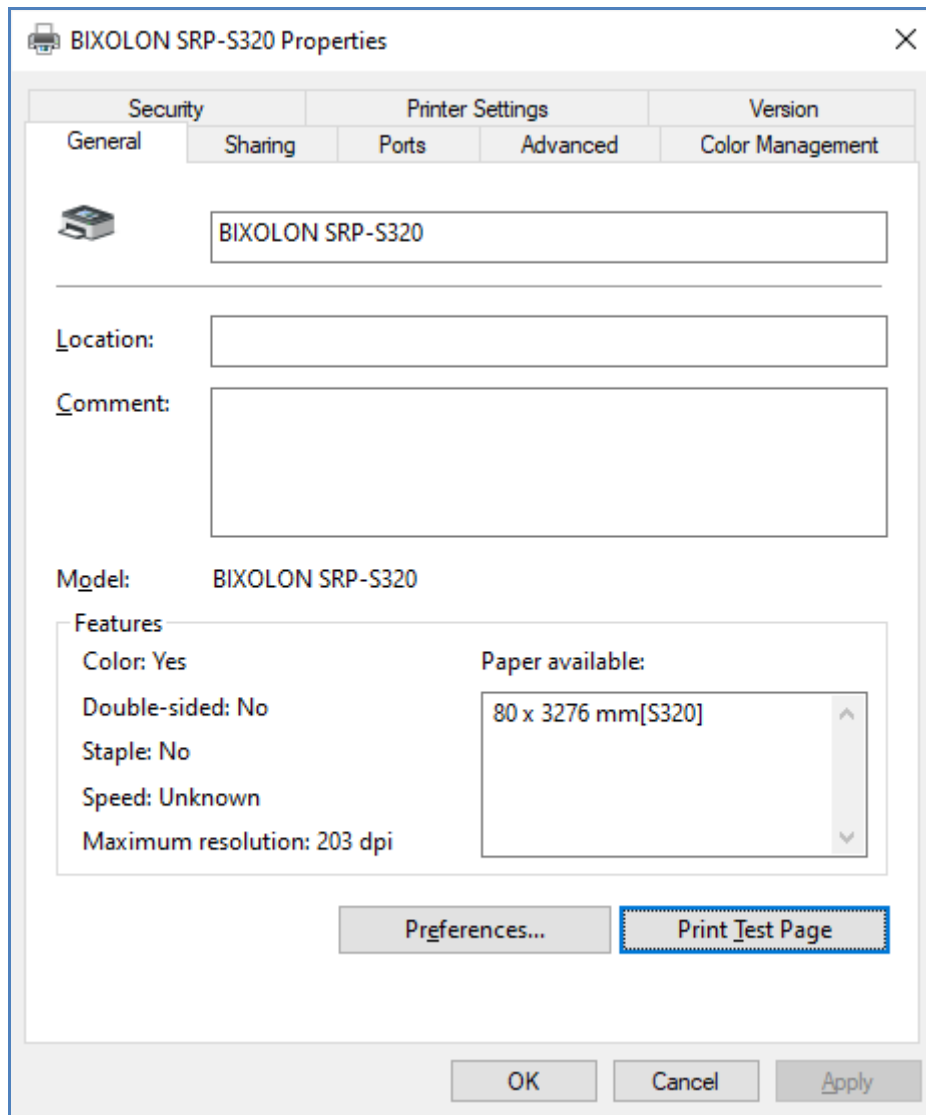 BIXOLON SRP-S320 Properties
Security Printer Settings Version
General Sharing Ports Advanced Color Management
BIXOLON SRP-S320
Location:
Comment:
Model: BIXOLON SRP-S320
Features
Color: Yes Paper available:
Double-sided: No 80 x 3276 mm[S320]
Staple: No
Speed: Unknown
Maximum resolution: 203 dpi
Preferences... Print Test Page
OK Cancel Apply